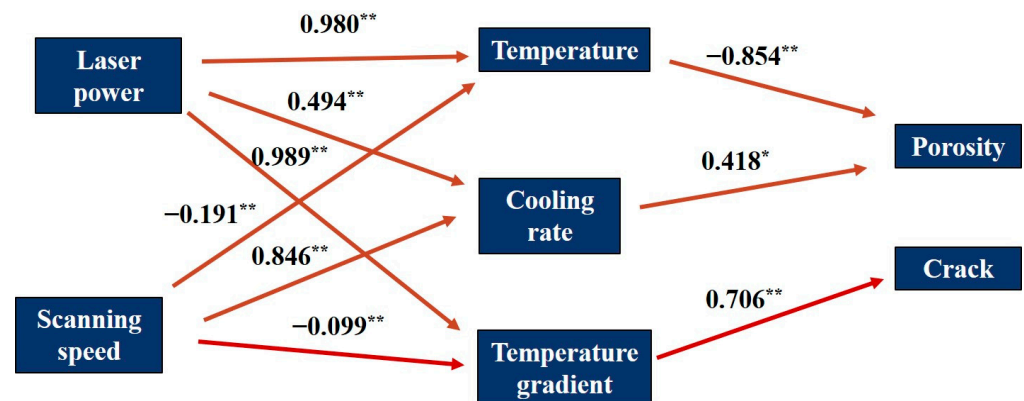 0.980**
Laser
power
Temperature
−0.854**
0.494**
0.989**
Porosity
0.418*
Cooling
rate
−0.191**
0.846**
Crack
Scanning
speed
−0.099**
0.706**
Temperature
gradient